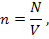 n = N/V,